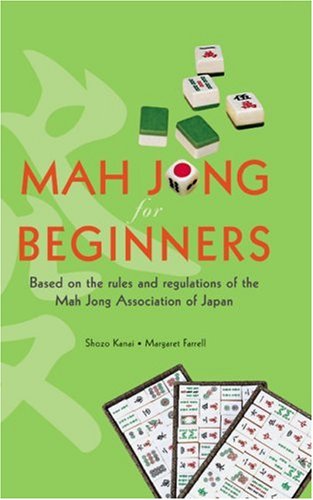 MAH JONG
for
BEGINNERS
Based on the rules and regulations of the
Mah Jong Association of Japan
Shozo Kanai • Margaret Farrell